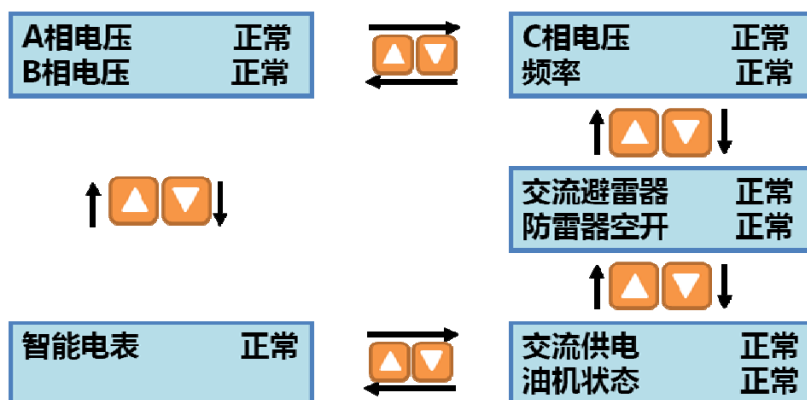 A相电压 正常
B相电压 正常
C相电压 正常
频率 正常
交流避雷器 正常
防雷器空开 正常
智能电表 正常
交流供电 正常
油机状态 正常